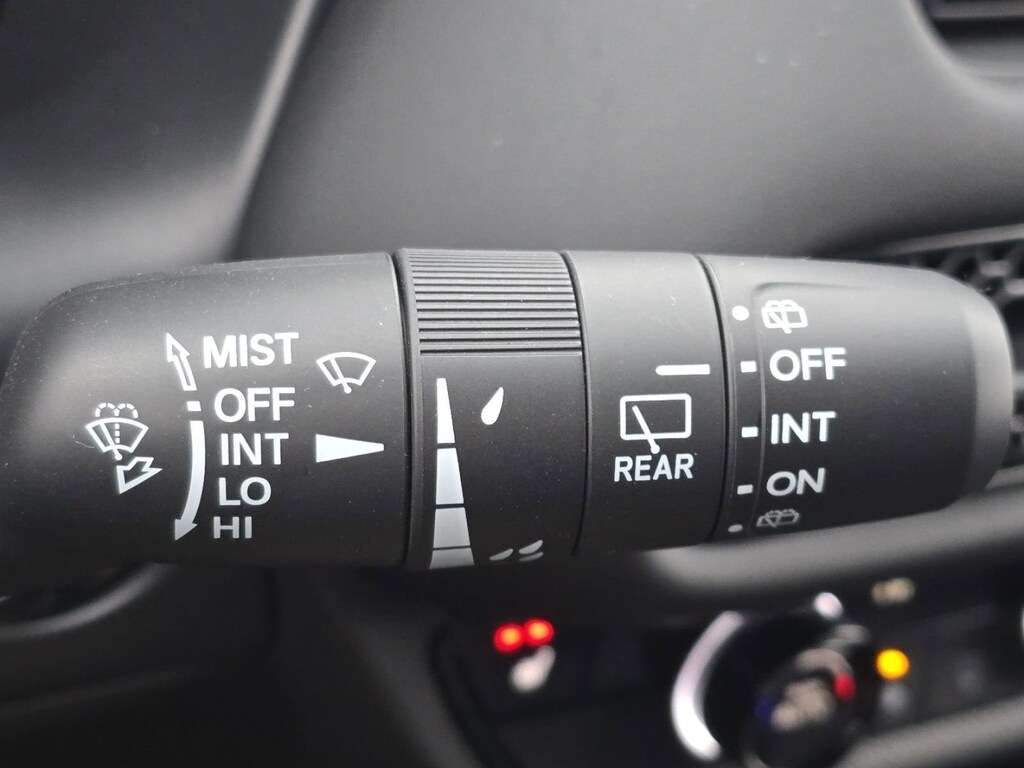 MIST
OFF
INT
LO
HI
REAR
OFF
INT
ON